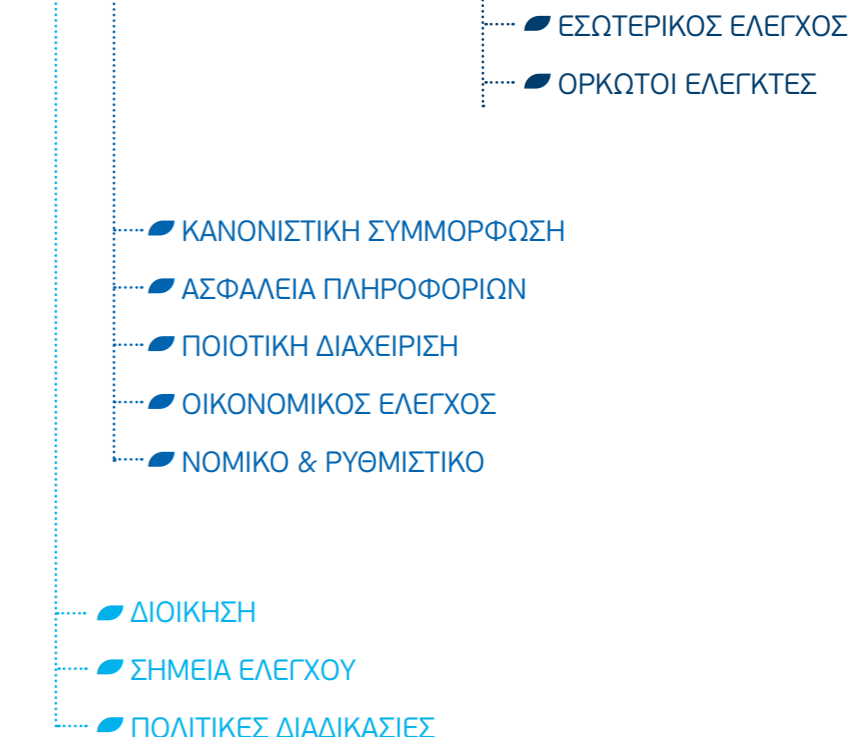 ΕΣΩΤΕΡΙΚΟΣ ΕΛΕΓΧΟΣ
ΟΡΚΩΤΟΙ ΕΛΕΓΚΤΕΣ
ΚΑΝΟΝΙΣΤΙΚΗ ΣΥΜΜΟΡΦΩΣΗ
ΑΣΦΑΛΕΙΑ ΠΛΗΡΟΦΟΡΙΩΝ
ΠΟΙΟΤΙΚΗ ΔΙΑΧΕΙΡΙΣΗ
ΟΙΚΟΝΟΜΙΚΟΣ ΕΛΕΓΧΟΣ
ΝΟΜΙΚΟ & ΡΥΘΜΙΣΤΙΚΟ
ΔΙΟΙΚΗΣΗ
ΣΗΜΕΙΑ ΕΛΕΓΧΟΥ
ΠΟΛΙΤΙΚΕΣ ΔΙΑΔΙΚΑΣΙΕΣ